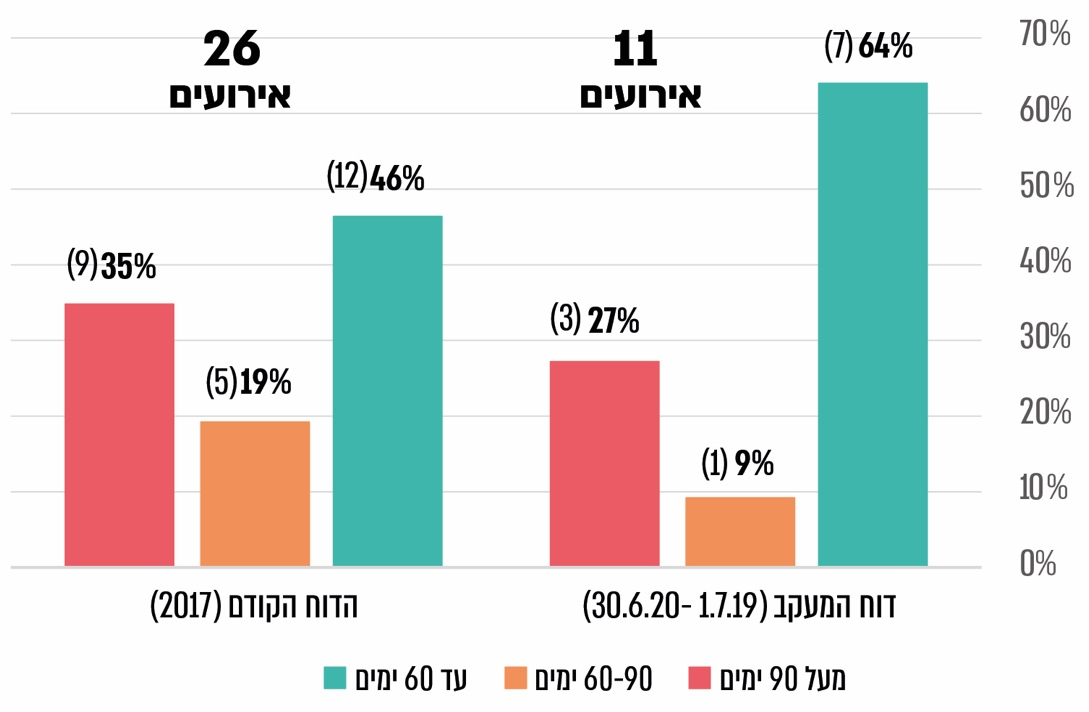 70%
60%
50%
40%
30%
20%
10%
0%
11
אירועים
(7) 64%
(1) 9%
(3) 27%
26
אירועים
(12) 46%
(5) 19%
(9) 35%
דוח המעקב (1.7.19 - 30.6.20)
הדוח הקודם (2017)
מעל 90 ימים
60-90 ימים
עד 60 ימים